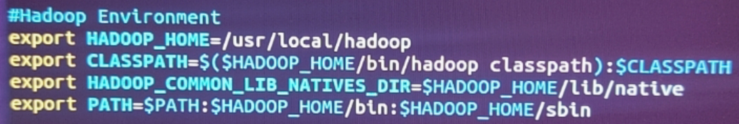 #Hadoop Environment
export HADOOP_HOME=/usr/local/hadoop
export CLASSPATH=$($HADOOP_HOME/bin/hadoop classpath):$CLASSPATH
export HADOOP_COMMON_LIB_NATIVES_DIR=$HADOOP_HOME/lib/native
export PATH=$PATH:$HADOOP_HOME/bin:$HADOOP_HOME/sbin